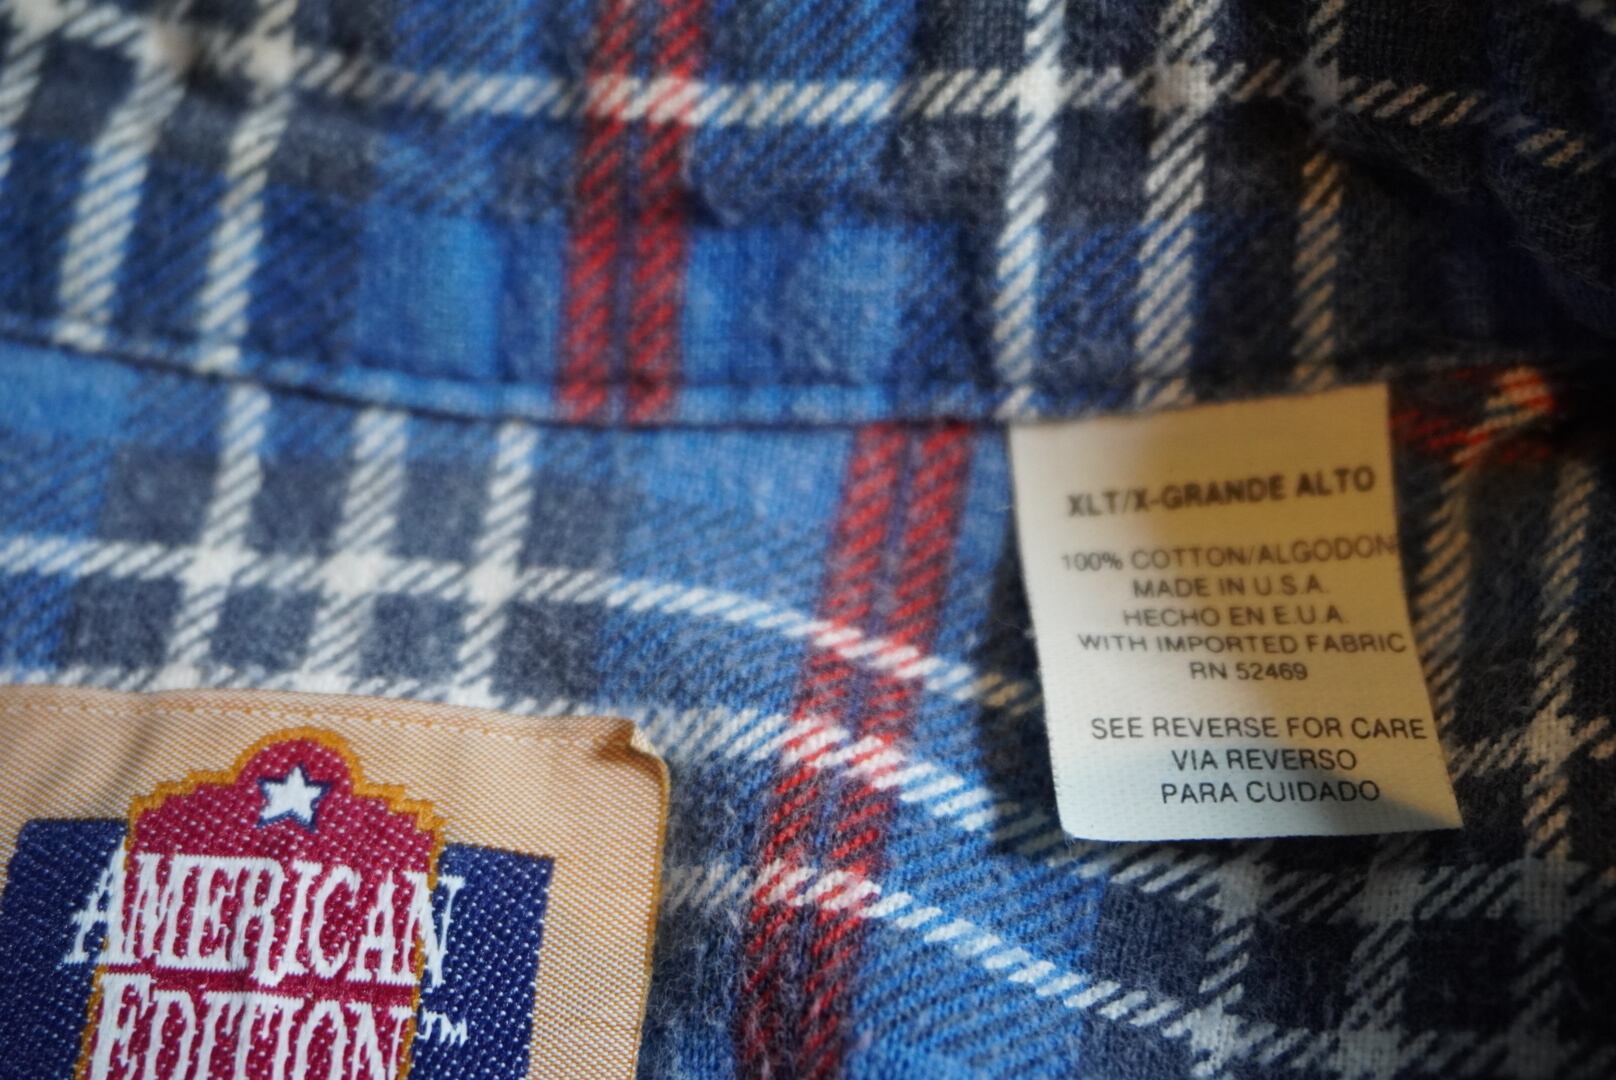 XLT/X-GRANDE ALTO
100% COTTON/ALGODON
MADE IN U.S.A.
HECHO EN E.U.A.
WITH IMPORTED FABRIC
RN 52469
SEE REVERSE FOR CARE
VIA REVERSO
PARA CUIDADO
AMERICAN
EDITION™